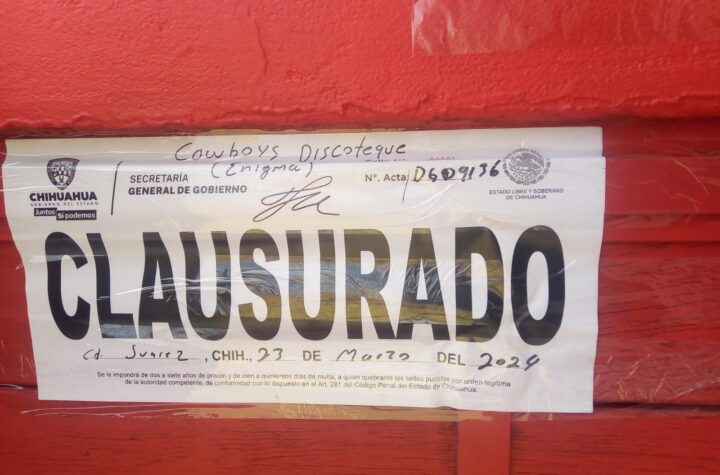 Cowboys Discoteque
(Enigma)
CHIHUAHUA
GOBIERNO DEL ESTADO
Juntos Sí podemos
SECRETARÍA
GENERAL DE GOBIERNO
N°. Acta:
ESTADO LIBRE Y SOBERANO
DE CHIHUAHUA
CLAUSURADO
Cd. Juarez, CHIH., 23 DE Marzo DEL 2024
Se le impondrá de dos a siete años de prisión y de cien a quinientos días de multa, a quien quebrante los sellos puestos por orden legítima
de la autoridad competente, de conformidad con lo dispuesto en el Art. 281 del Código Penal del Estado de Chihuahua.